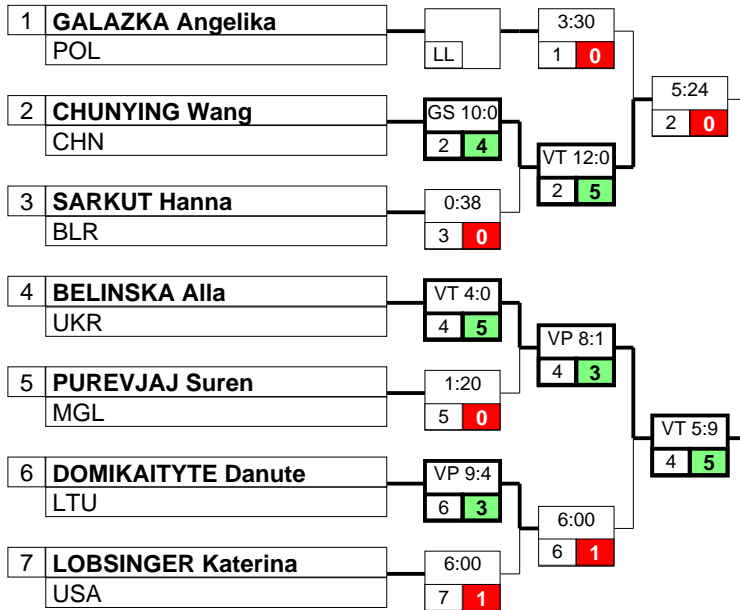 1 GALAZKA Angelika
POL
LL
3:30
1 0
5:24
2 0
2 CHUNYING Wang
CHN
GS 10:0
2 4
VT 12:0
2 5
3 SARKUT Hanna
BLR
0:38
3 0
4 BELINSKA Alla
UKR
VT 4:0
4 5
VP 8:1
4 3
5 PUREVJAJ Suren
MGL
1:20
5 0
VT 5:9
4 5
6 DOMIKAITYTE Danute
LTU
VP 9:4
6 3
6:00
6 1
7 LOBSINGER Katerina
USA
6:00
7 1